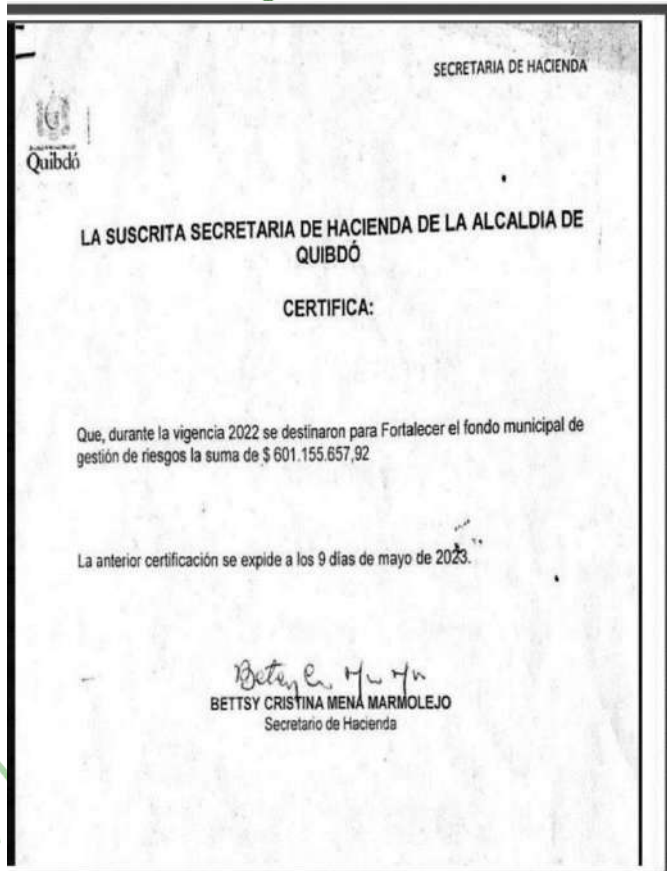 SECRETARIA DE HACIENDA
Quibdó
LA SUSCRITA SECRETARIA DE HACIENDA DE LA ALCALDIA DE
QUIBDÓ
CERTIFICA:
Que, durante la vigencia 2022 se destinaron para Fortalecer el fondo municipal de
gestión de riesgos la suma de $ 601.155.657,92
La anterior certificación se expide a los 9 días de mayo de 2023.
BETTSY CRISTINA MENA MARMOLEJO
Secretario de Hacienda